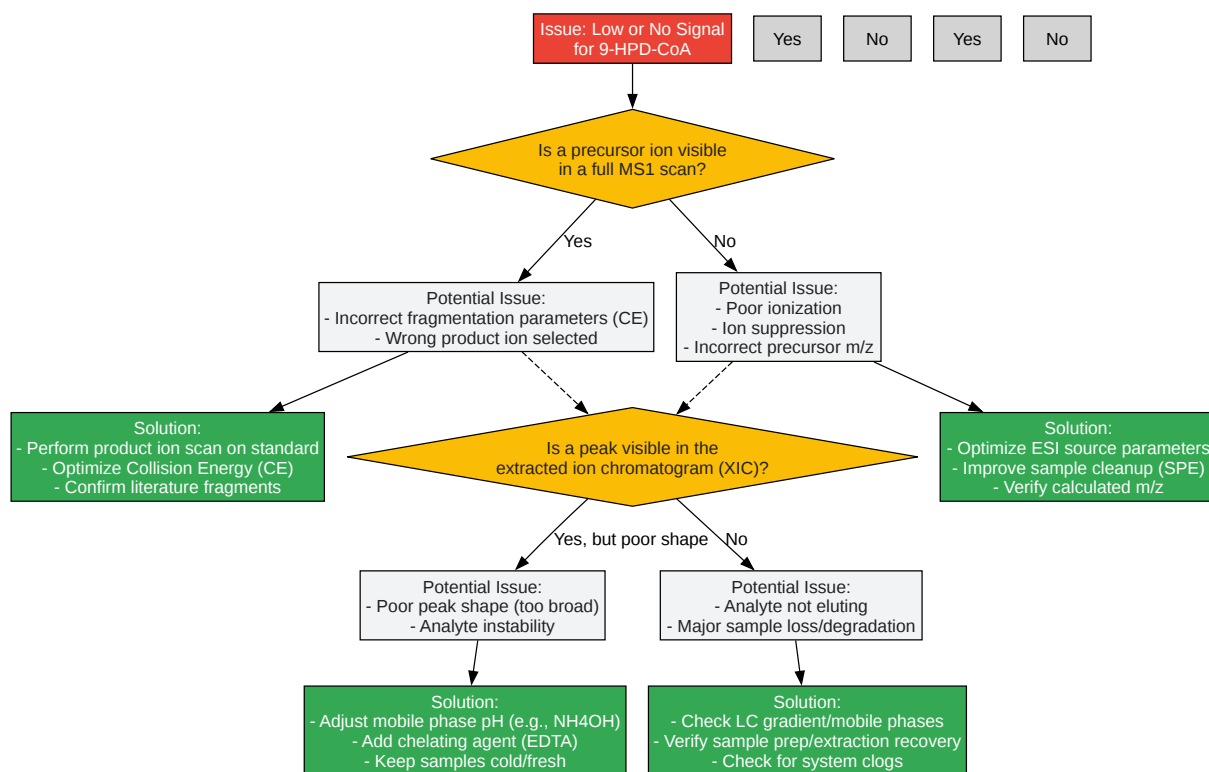 Issue: Low or No Signal
for 9-HPD-CoA
Yes
No
Yes
No
Is a precursor ion visible
in a full MS1 scan?
Yes
No
Potential Issue:
- Incorrect fragmentation parameters (CE)
- Wrong product ion selected
Potential Issue:
- Poor ionization
- Ion suppression
- Incorrect precursor m/z
Solution:
- Perform product ion scan on standard
- Optimize Collision Energy (CE)
- Confirm literature fragments
Is a peak visible in the
extracted ion chromatogram (XIC)?
Solution:
- Optimize ESI source parameters
- Improve sample cleanup (SPE)
- Verify calculated m/z
Yes, but poor shape
No
Potential Issue:
- Poor peak shape (too broad)
- Analyte instability
Potential Issue:
- Analyte not eluting
- Major sample loss/degradation
Solution:
- Adjust mobile phase pH (e.g., NH4OH)
- Add chelating agent (EDTA)
- Keep samples cold/fresh
Solution:
- Check LC gradient/mobile phases
- Verify sample prep/extraction recovery
- Check for system clogs